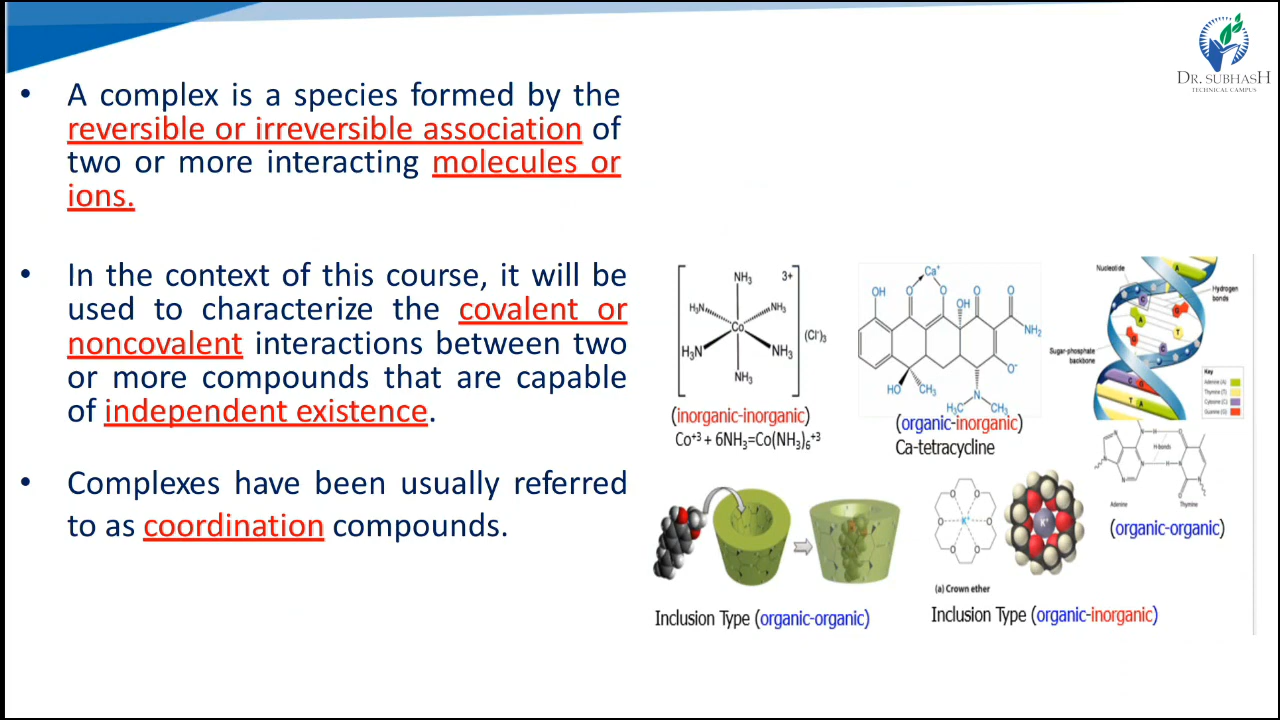 DR. SUBHASH
TECHNICAL CAMPUS
• A complex is a species formed by the
reversible or irreversible association of
two or more interacting molecules or
ions.
• In the context of this course, it will be
used to characterize the covalent or
noncovalent interactions between two
or more compounds that are capable
of independent existence.
• Complexes have been usually referred
to as coordination compounds.
3+
NH₃
H₃N
NH₃
Co
(Cl⁻)₃
H₃N
NH₃
NH₃
(inorganic-inorganic)
Co⁺³ + 6NH₃=Co(NH₃)₆⁺³
Ca⁺
OH
O
O
OH
O
O
NH₂
O⁻
HO
CH₃
N
H₃C
CH₃
(organic-inorganic)
Ca-tetracycline
Nucleotide
Hydrogen
bonds
Sugar-phosphate
backbone
A
C
G
A
T
G
C
C
G
T A
Key
Adenine (A)
Thymine (T)
Cytosine (C)
Guanine (G)
N H O
H-bonds
N H N
N
N
N
O
Adenine
Thymine
(organic-organic)
Inclusion Type (organic-organic)
O
O
O
K⁺
O
O
O
K⁺
(a) Crown ether
Inclusion Type (organic-inorganic)